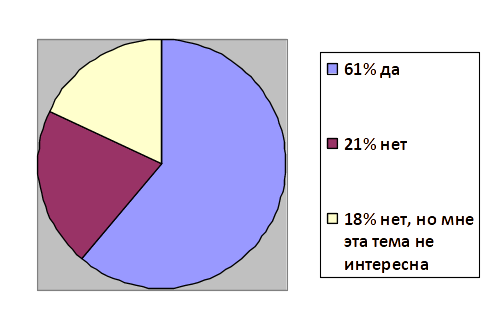 61% да
21% нет
18% нет, но мне
эта тема не
интересна